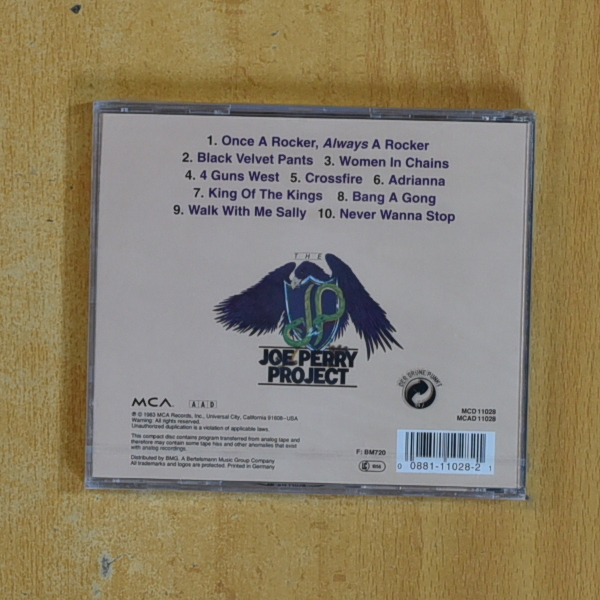 1. Once A Rocker, Always A Rocker
2. Black Velvet Pants 3. Women In Chains
4. 4 Guns West 5. Crossfire 6. Adrianna
7. King Of The Kings 8. Bang A Gong
9. Walk With Me Sally 10. Never Wanna Stop
THE
JP
JOE PERRY
PROJECT
MCA AAD
℗ © 1983 MCA Records, Inc., Universal City, California 91608–USA
Warning: All rights reserved.
Unauthorized duplication is a violation of applicable laws.
This compact disc contains program transferred from analog tape and
therefore may contain some tape hiss and other anomolies that exist
with analog recordings.
Distributed by BMG. A Bertelsmann Music Group Company
All trademarks and logos are protected. Printed in Germany
DER GRÜNE PUNKT
MCD 11028
MCAD 11028
F: BM720
0 0881-11028-2 1